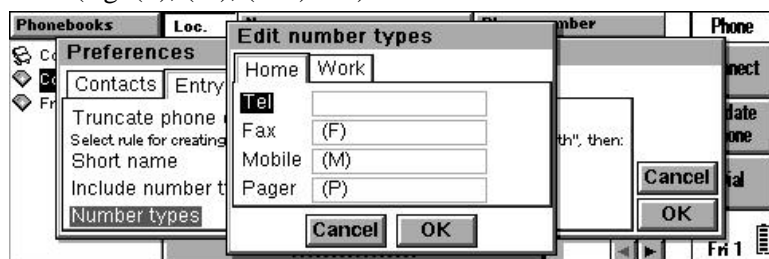 Phonebooks Loc. Phone
Edit number types
Preferences
Home Work
Contacts Entry
Tel
Truncate phone
Fax (F)
Select rule for creating th", then:
Short name
Mobile (M)
Cancel
Include number
Pager (P)
Number types
OK
Cancel OK
Fri 1